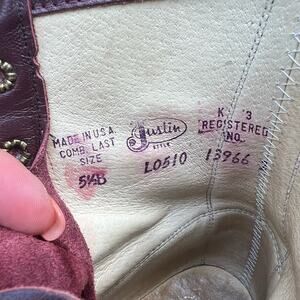 MADE IN U.S.A.
COMB. LAST
SIZE
5½B
Justin
STYLE
L0510
K 3
REGISTERED
NO.
13966